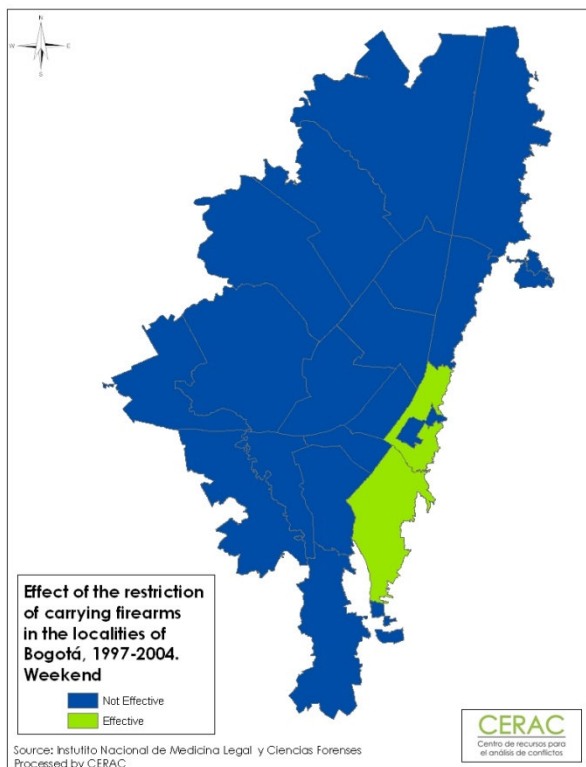 N
W E
S
Effect of the restriction
of carrying firearms
in the localities of
Bogotá, 1997-2004.
Weekend
Not Effective
Effective
Source: Instutito Nacional de Medicina Legal y Ciencias Forenses
Processed by CERAC
CERAC
Centro de recursos para
el análisis de conflictos